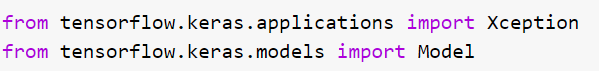 from tensorflow.keras.applications import Xception
from tensorflow.keras.models import Model